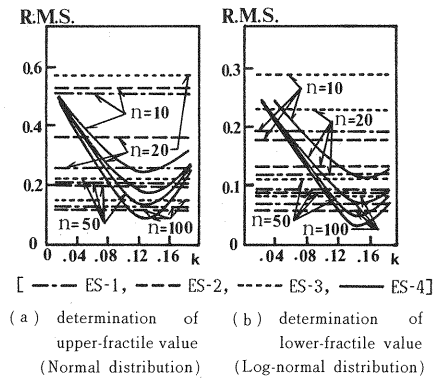 R.M.S.
R.M.S.
0.6
0.4
0.2
0
0.3
0.2
0.1
0
n=10
n=20
n=50
n=100
n=10
n=20
n=50
n=100
.04 .08 .12 .16 k
.04 .08 .12 .16 k
[ ES-1, ES-2, ES-3, ES-4]
(a) determination of
upper-fractile value
(Normal distribution)
(b) determination of
lower-fractile value
(Log-normal distribution)